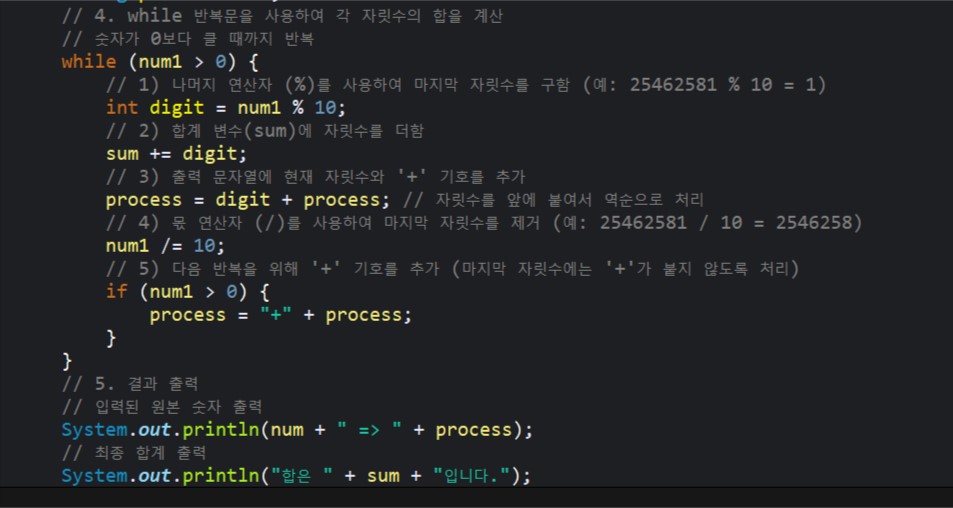 // 4. while 반복문을 사용하여 각 자릿수의 합을 계산
// 숫자가 0보다 클 때까지 반복
while (num1 > 0) {
// 1) 나머지 연산자 (%)를 사용하여 마지막 자릿수를 구함 (예: 25462581 % 10 = 1)
int digit = num1 % 10;
// 2) 합계 변수(sum)에 자릿수를 더함
sum += digit;
// 3) 출력 문자열에 현재 자릿수와 '+' 기호를 추가
process = digit + process; // 자릿수를 앞에 붙여서 역순으로 처리
// 4) 몫 연산자 (/)를 사용하여 마지막 자릿수를 제거 (예: 25462581 / 10 = 2546258)
num1 /= 10;
// 5) 다음 반복을 위해 '+' 기호를 추가 (마지막 자릿수에는 '+'가 붙지 않도록 처리)
if (num1 > 0) {
process = "+" + process;
}
}
// 5. 결과 출력
// 입력된 원본 숫자 출력
System.out.println(num + " => " + process);
// 최종 합계 출력
System.out.println("합은 " + sum + "입니다.");